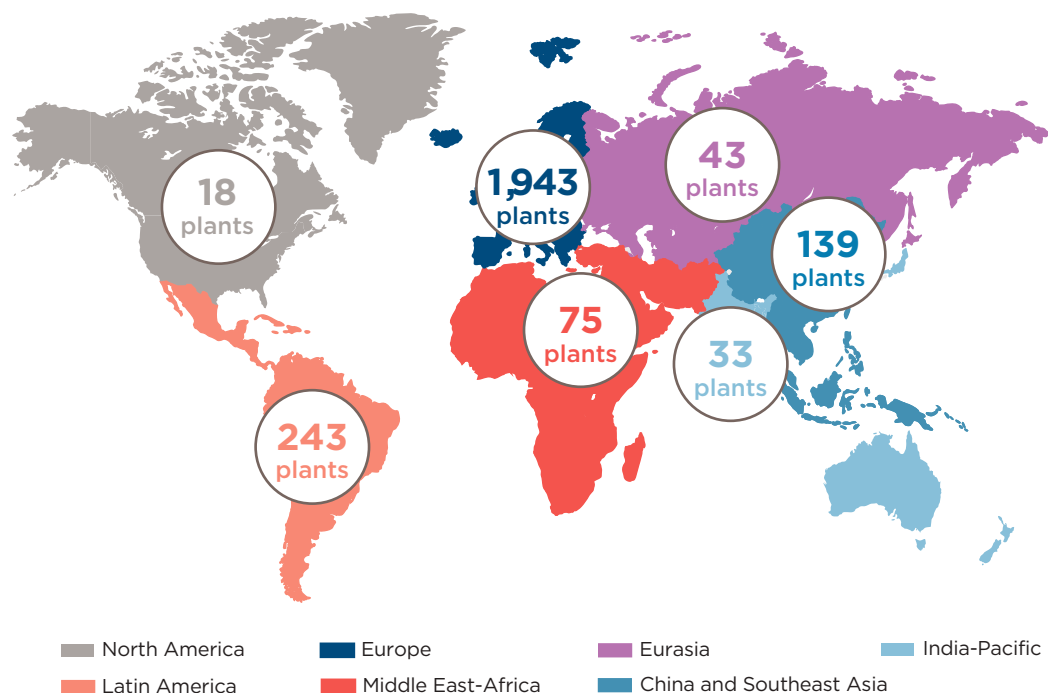 18
plants
1,943
plants
43
plants
139
plants
75
plants
33
plants
243
plants
North America
Europe
Eurasia
India-Pacific
Latin America
Middle East-Africa
China and Southeast Asia